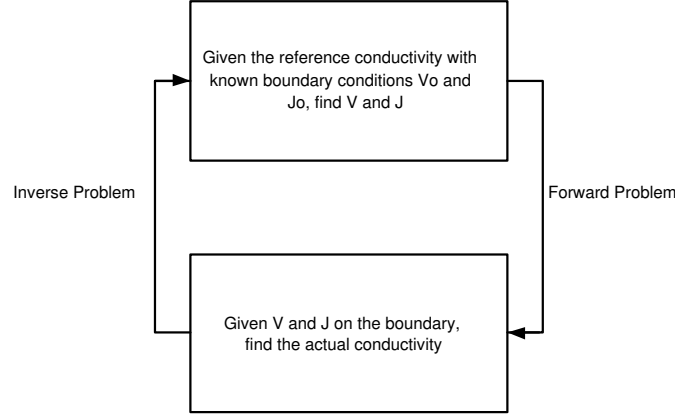 Given the reference conductivity with
known boundary conditions Vo and
Jo, find V and J
Inverse Problem
Forward Problem
Given V and J on the boundary,
find the actual conductivity